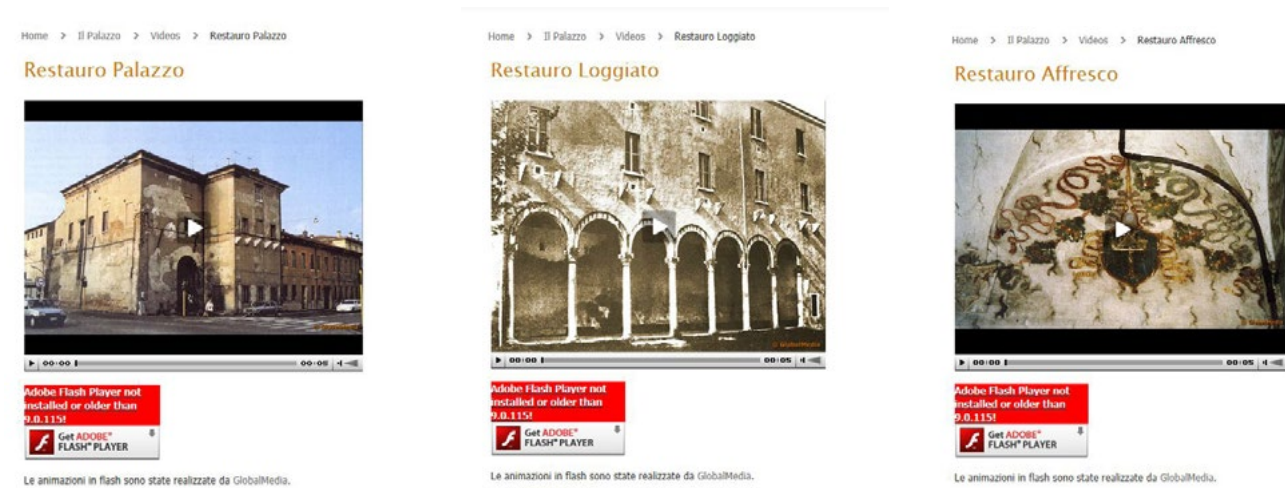 Home > Il Palazzo > Videos > Restauro Palazzo
Restauro Palazzo
© GlobalMedia
00:00 00:05
Adobe Flash Player not
installed or older than
9.0.115!
Get ADOBE®
FLASH® PLAYER
Le animazioni in flash sono state realizzate da GlobalMedia.
Home > Il Palazzo > Videos > Restauro Loggiato
Restauro Loggiato
© GlobalMedia
00:00 00:05
Adobe Flash Player not
installed or older than
9.0.115!
Get ADOBE®
FLASH® PLAYER
Le animazioni in flash sono state realizzate da GlobalMedia.
Home > Il Palazzo > Videos > Restauro Affresco
Restauro Affresco
00:00 00:05
Adobe Flash Player not
installed or older than
9.0.115!
Get ADOBE®
FLASH® PLAYER
Le animazioni in flash sono state realizzate da GlobalMedia.